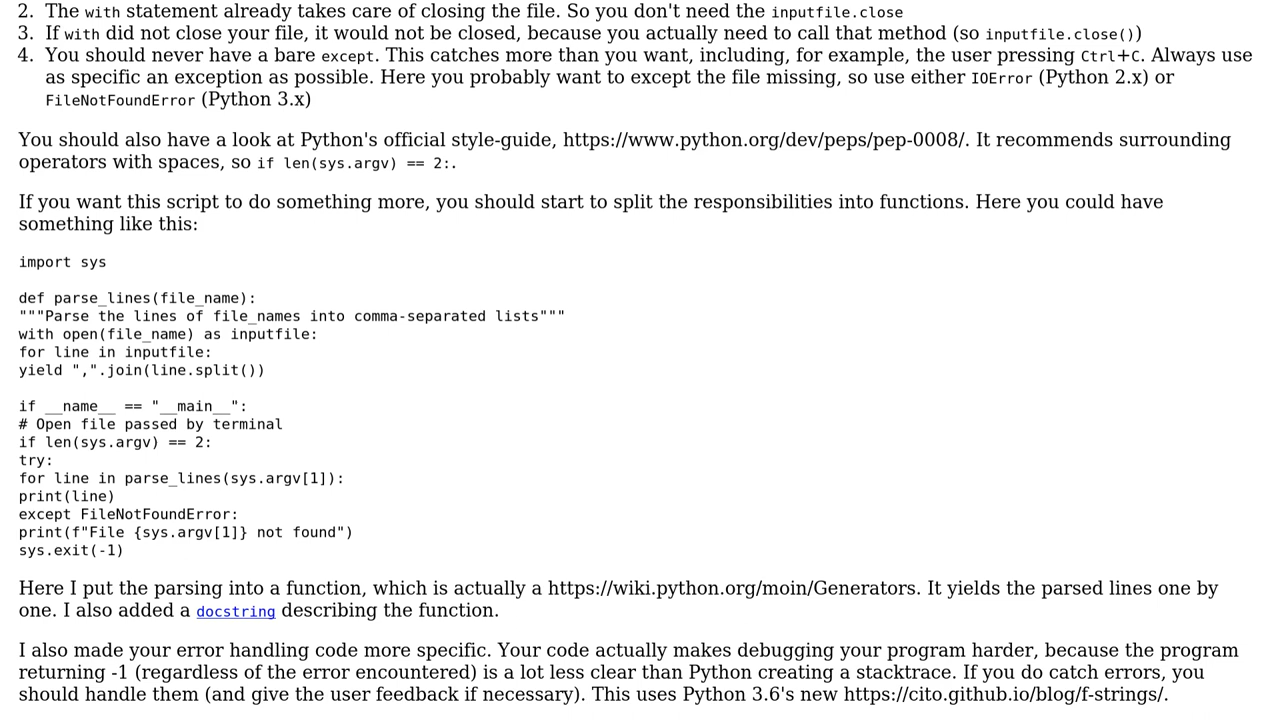 2. The with statement already takes care of closing the file. So you don't need the inputfile.close
3. If with did not close your file, it would not be closed, because you actually need to call that method (so inputfile.close())
4. You should never have a bare except. This catches more than you want, including, for example, the user pressing Ctrl+C. Always use
as specific an exception as possible. Here you probably want to except the file missing, so use either IOError (Python 2.x) or
FileNotFoundError (Python 3.x)
You should also have a look at Python's official style-guide, https://www.python.org/dev/peps/pep-0008/. It recommends surrounding
operators with spaces, so if len(sys.argv) == 2:.
If you want this script to do something more, you should start to split the responsibilities into functions. Here you could have
something like this:
import sys
def parse_lines(file_name):
"""Parse the lines of file_names into comma-separated lists"""
with open(file_name) as inputfile:
for line in inputfile:
yield ",".join(line.split())
if __name__ == "__main__":
# Open file passed by terminal
if len(sys.argv) == 2:
try:
for line in parse_lines(sys.argv[1]):
print(line)
except FileNotFoundError:
print(f"File {sys.argv[1]} not found")
sys.exit(-1)
Here I put the parsing into a function, which is actually a https://wiki.python.org/moin/Generators. It yields the parsed lines one by
one. I also added a docstring describing the function.
I also made your error handling code more specific. Your code actually makes debugging your program harder, because the program
returning -1 (regardless of the error encountered) is a lot less clear than Python creating a stacktrace. If you do catch errors, you
should handle them (and give the user feedback if necessary). This uses Python 3.6's new https://cito.github.io/blog/f-strings/.